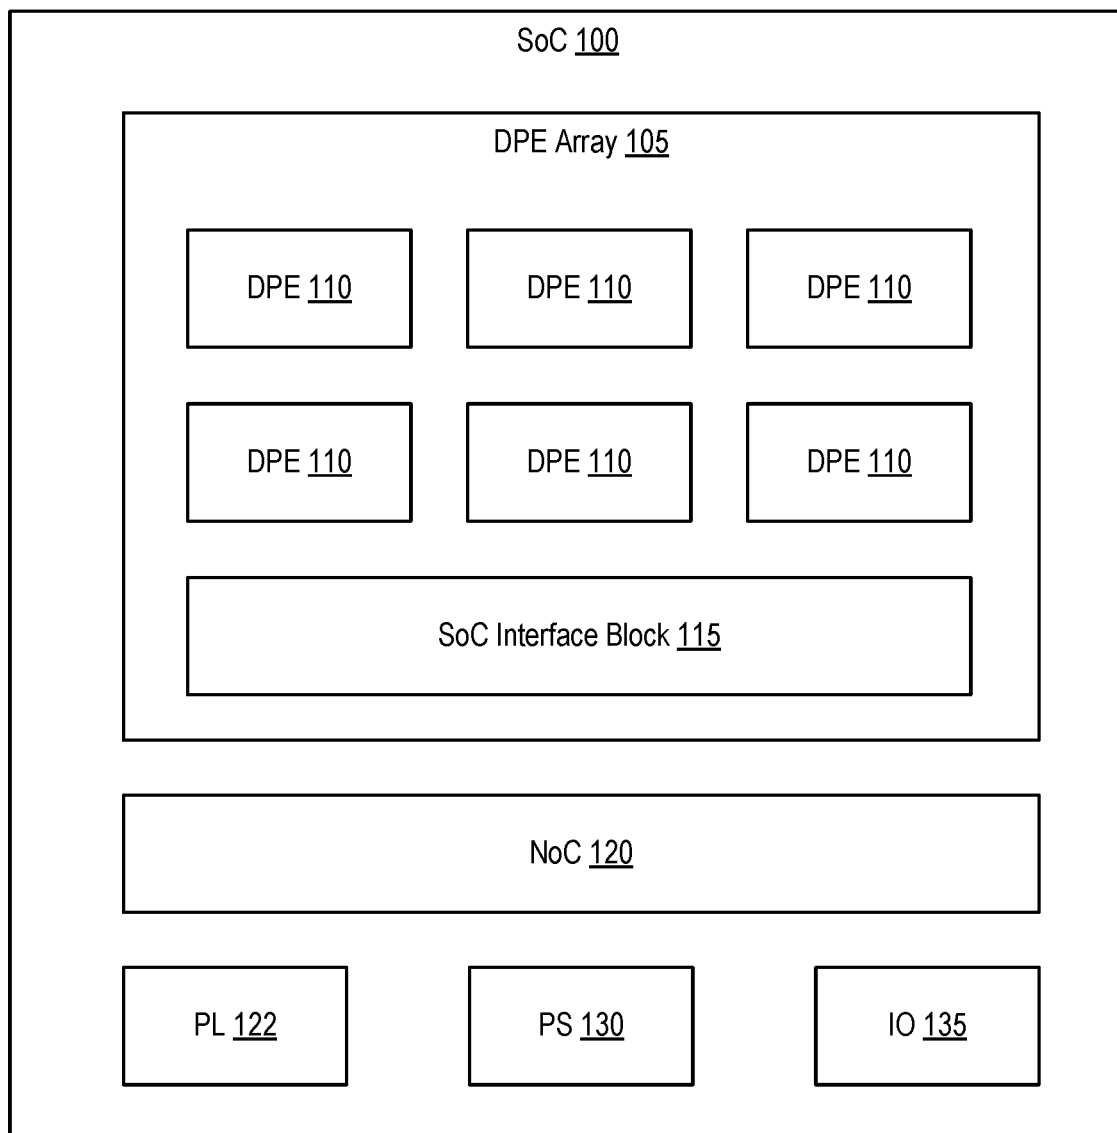 SoC 100
DPE Array 105
DPE 110 DPE 110 DPE 110
DPE 110 DPE 110 DPE 110
SoC Interface Block 115
NoC 120
PL 122 PS 130 IO 135